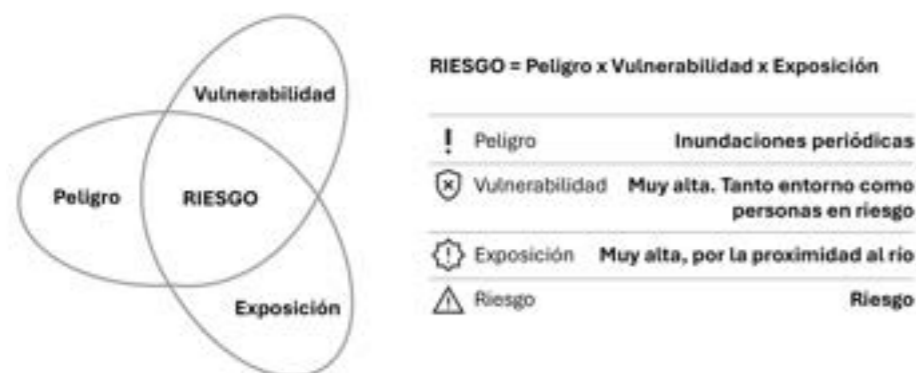 Vulnerabilidad
Peligro
RIESGO
Exposición
RIESGO = Peligro x Vulnerabilidad x Exposición
Peligro Inundaciones periódicas
Vulnerabilidad Muy alta. Tanto entorno como
personas en riesgo
Exposición Muy alta, por la proximidad al río
Riesgo Riesgo